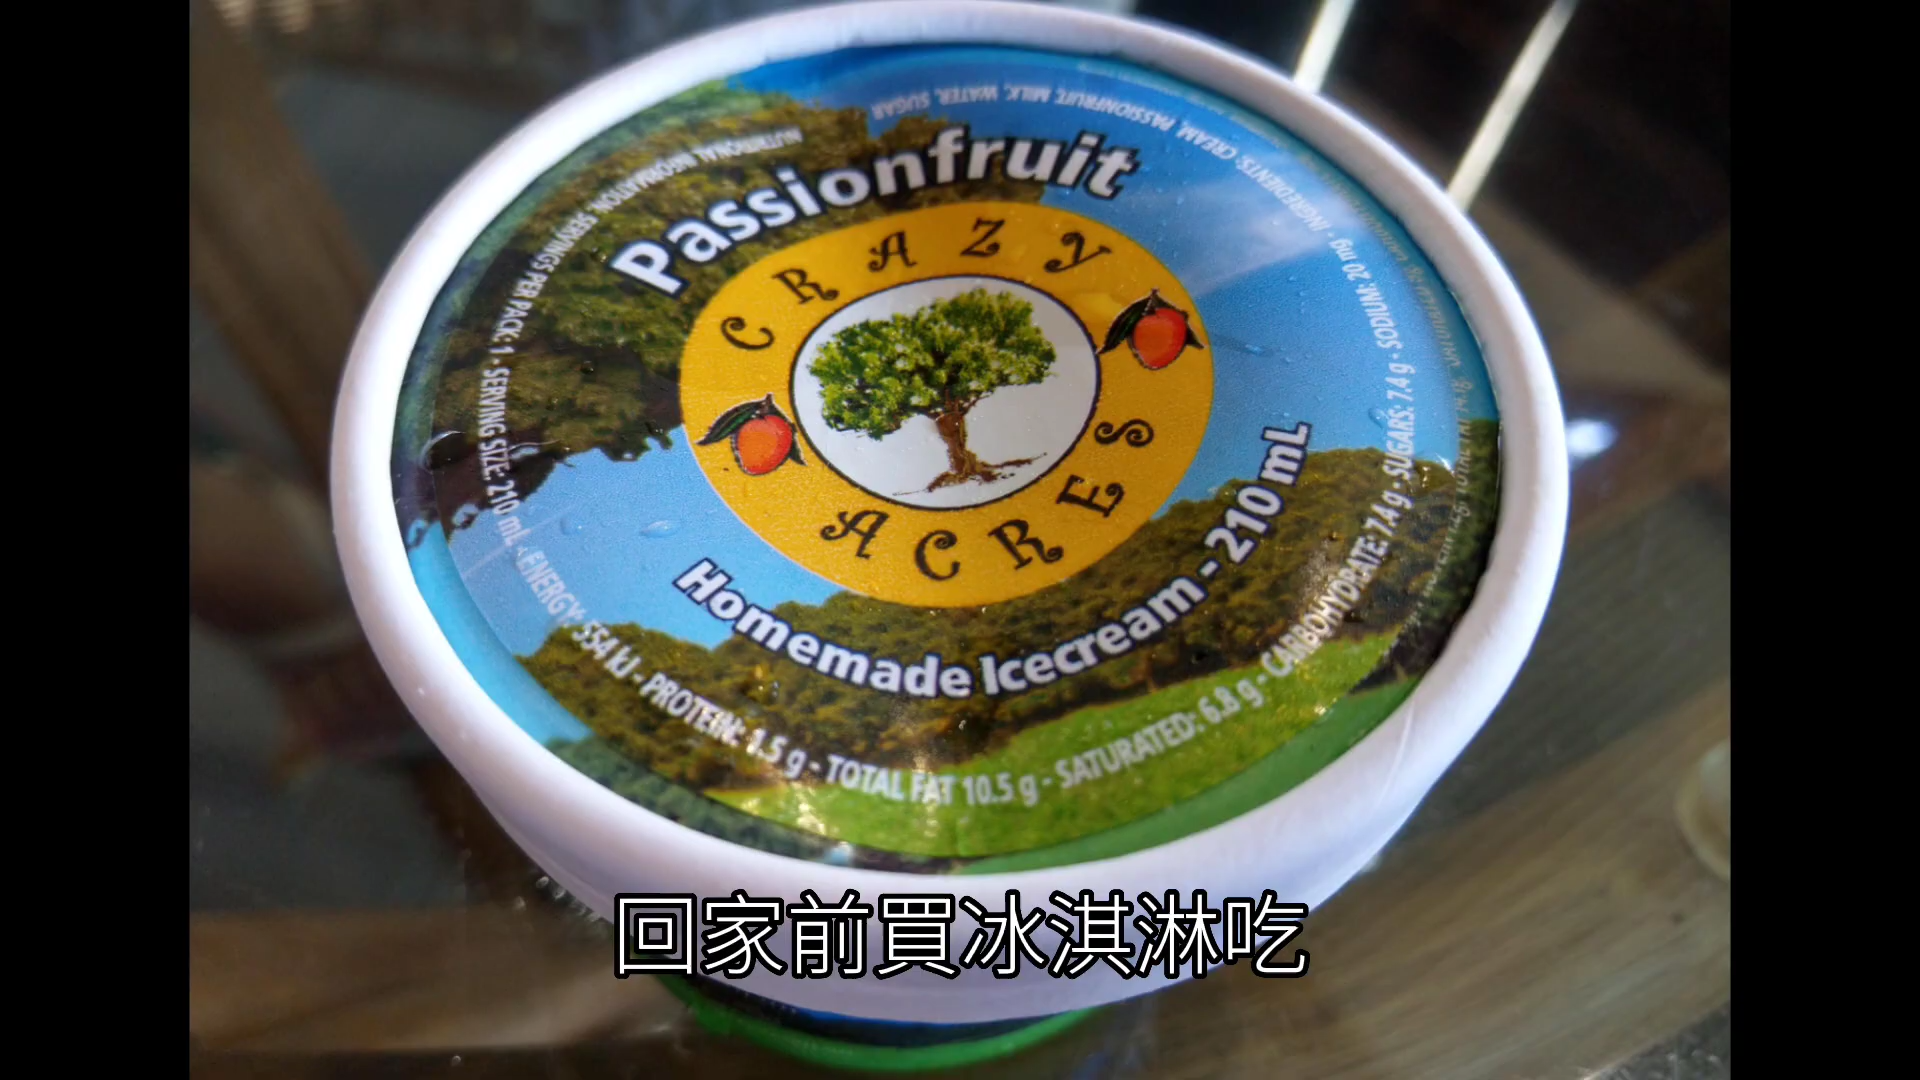 Passionfruit
CRAZY
ACRES
Homemade Icecream - 210 mL
NUTRITIONAL INFORMATION: SERVINGS PER PACK: 1 - SERVING SIZE: 210 mL - ENERGY: 554 kJ - PROTEIN: 1.5 g - TOTAL FAT 10.5 g - SATURATED: 6.8 g - CARBOHYDRATE: 7.4 g - SUGARS: 7.4 g - SODIUM: 20 mg - INGREDIENTS: CREAM, PASSIONFRUIT, MILK, WATER, SUGAR
回家前買冰淇淋吃